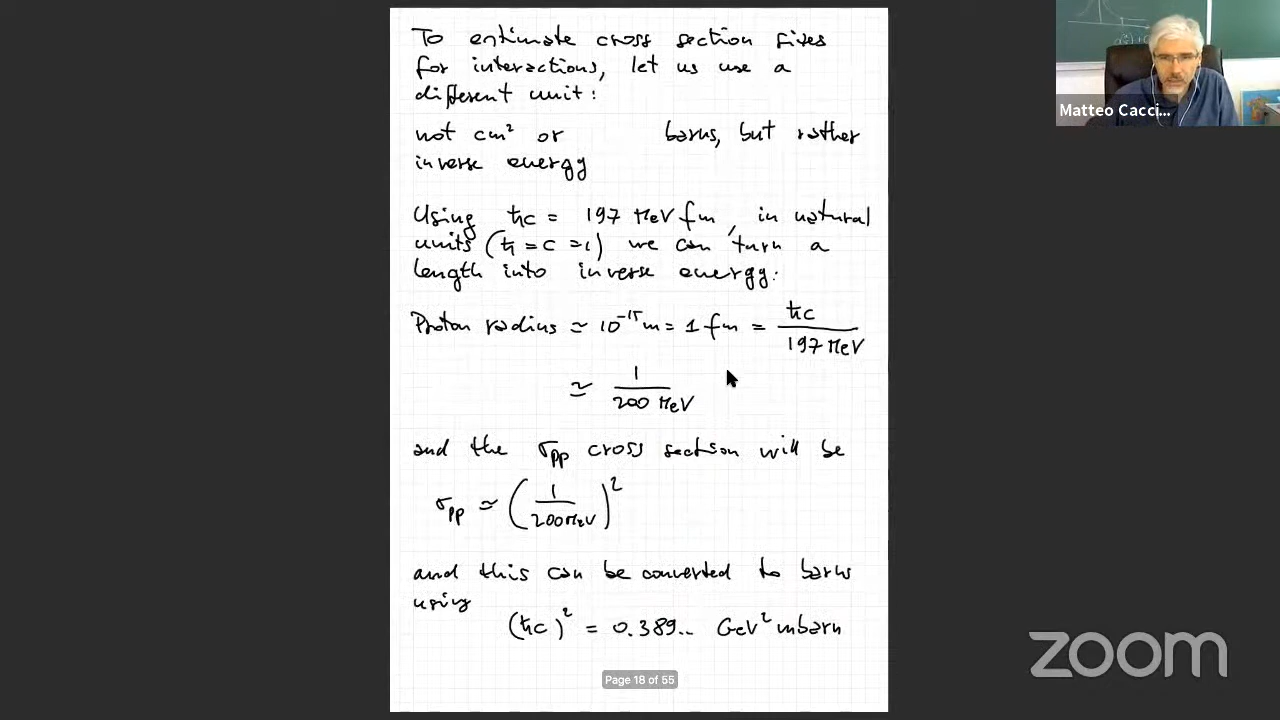 To estimate cross section sizes
for interactions, let us use a
different unit:
not cm² or barns, but rather
inverse energy
Using ħc = 197 MeV fm, in natural
units (ħ = c = 1) we can turn a
length into inverse energy:
Proton radius ≃ 10⁻¹⁵ m = 1 fm = ħc / 197 MeV
≃ 1 / 200 MeV
and the σpp cross section will be
σpp ≃ (1 / 200 MeV)²
and this can be converted to barns
using
(ħc)² = 0.389.. GeV² mbarn
Page 18 of 55
Matteo Cacci...
zoom